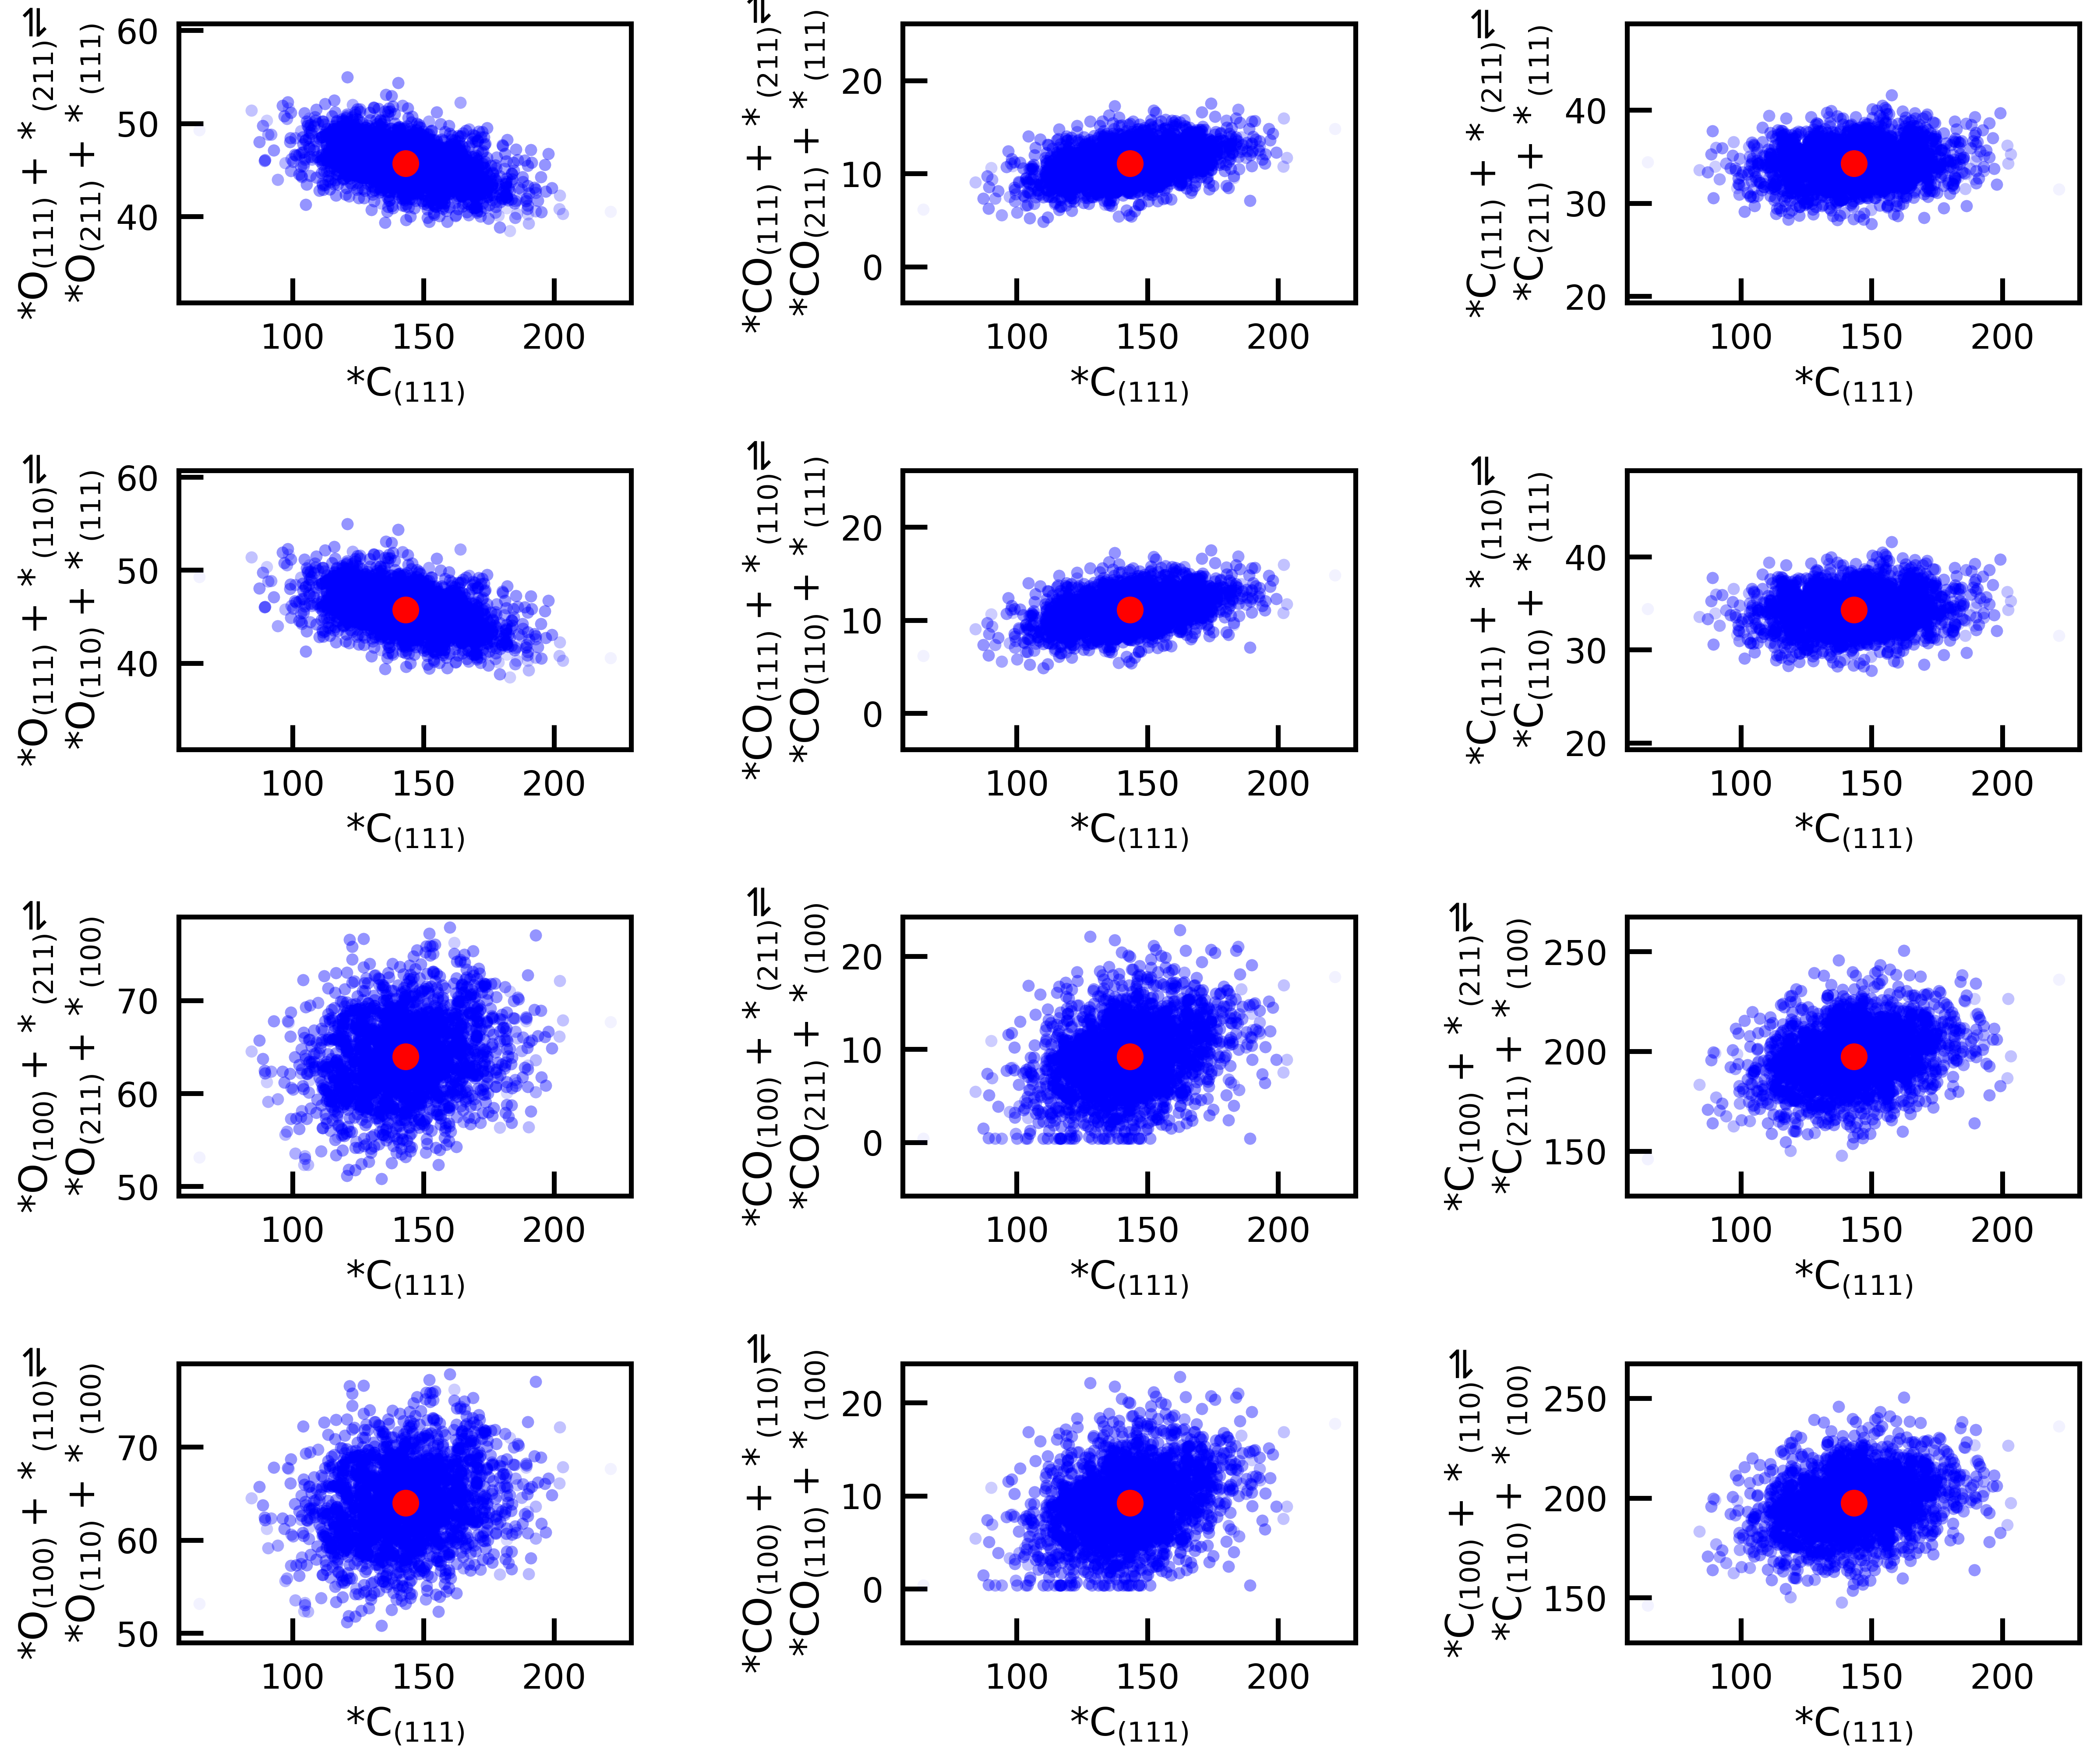 *O(111) + *(211)⇌
*O(211) + *(111)
60
50
40
100 150 200
*C(111)
*CO(111) + *(211)⇌
*CO(211) + *(111)
20
10
0
100 150 200
*C(111)
*C(111) + *(211)⇌
*C(211) + *(111)
40
30
20
100 150 200
*C(111)
*O(111) + *(110)⇌
*O(110) + *(111)
60
50
40
100 150 200
*C(111)
*CO(111) + *(110)⇌
*CO(110) + *(111)
20
10
0
100 150 200
*C(111)
*C(111) + *(110)⇌
*C(110) + *(111)
40
30
20
100 150 200
*C(111)
*O(100) + *(211)⇌
*O(211) + *(100)
70
60
50
100 150 200
*C(111)
*CO(100) + *(211)⇌
*CO(211) + *(100)
20
10
0
100 150 200
*C(111)
*C(100) + *(211)⇌
*C(211) + *(100)
250
200
150
100 150 200
*C(111)
*O(100) + *(110)⇌
*O(110) + *(100)
70
60
50
100 150 200
*C(111)
*CO(100) + *(110)⇌
*CO(110) + *(100)
20
10
0
100 150 200
*C(111)
*C(100) + *(110)⇌
*C(110) + *(100)
250
200
150
100 150 200
*C(111)